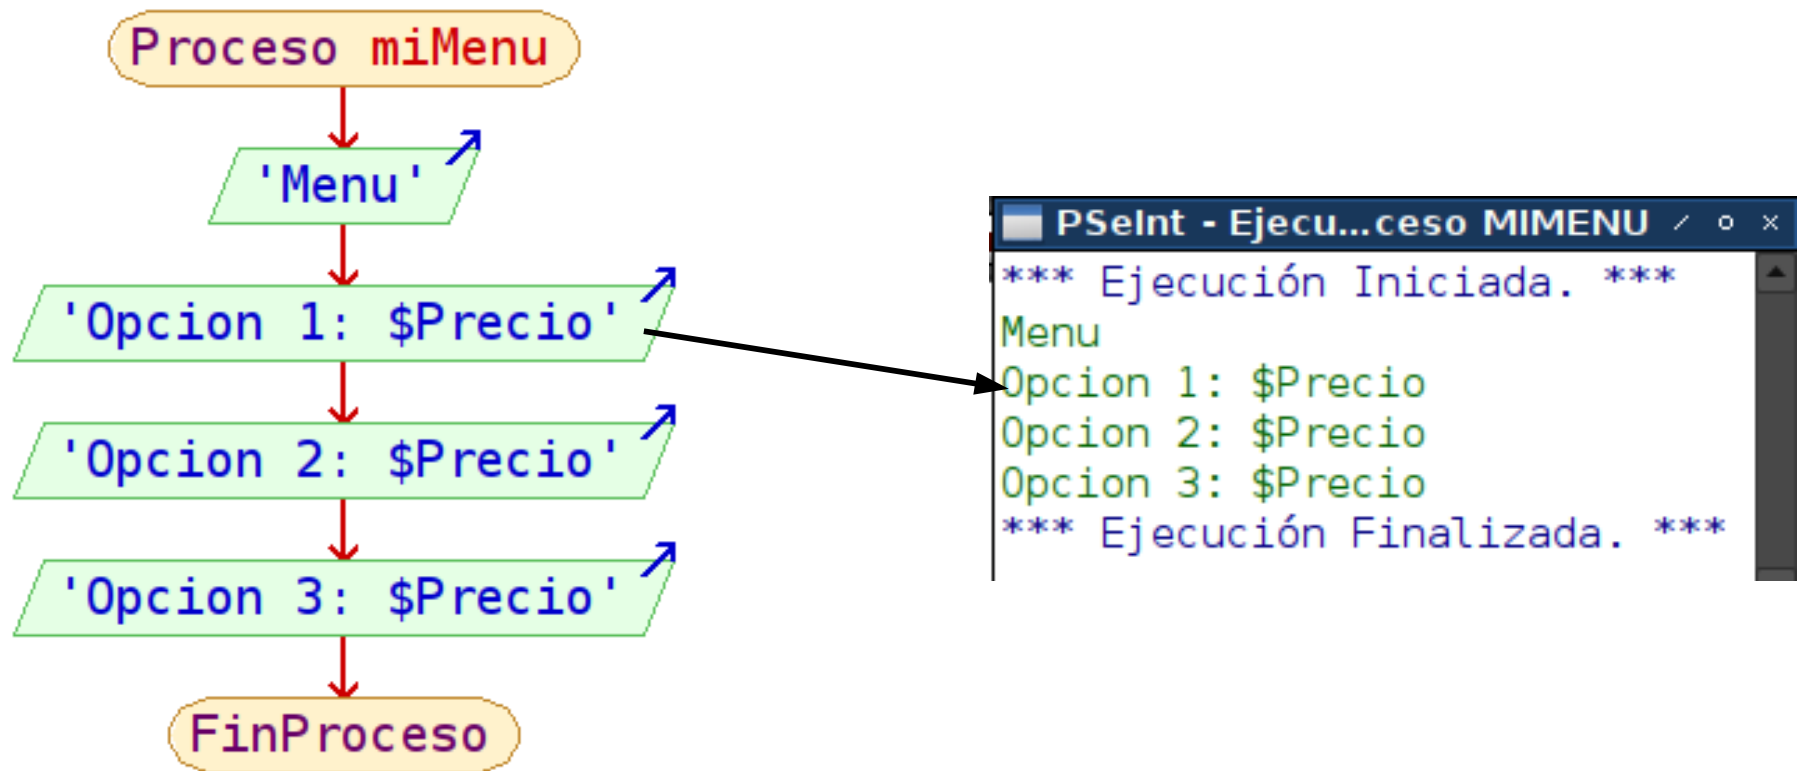 Proceso miMenu
'Menu'
'Opcion 1: $Precio'
'Opcion 2: $Precio'
'Opcion 3: $Precio'
FinProceso
PSeInt - Ejecu...ceso MIMENU
*** Ejecución Iniciada. ***
Menu
Opcion 1: $Precio
Opcion 2: $Precio
Opcion 3: $Precio
*** Ejecución Finalizada. ***